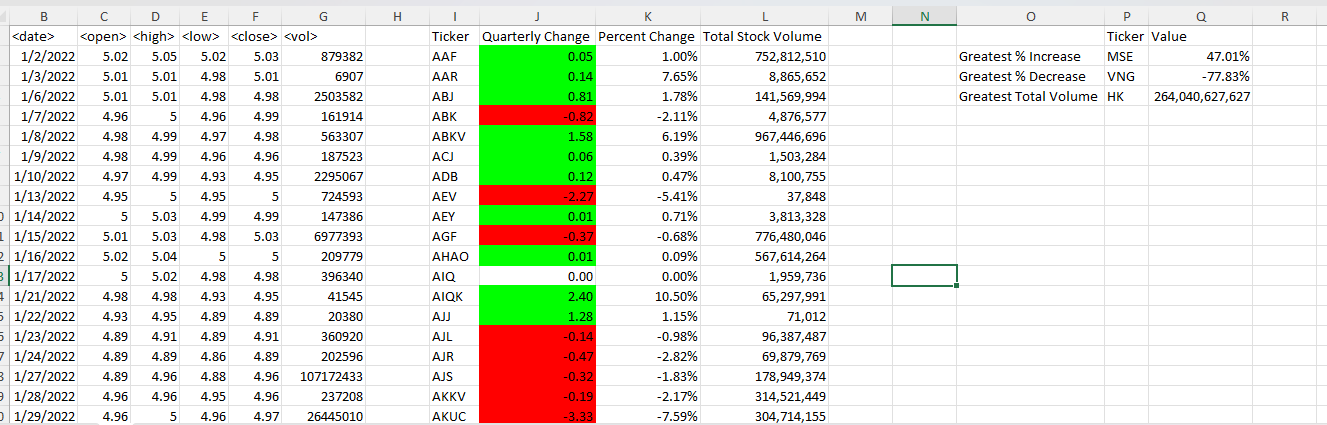 B C D E F G H I J K L M N O P Q R
<date> <open> <high> <low> <close> <vol> Ticker Quarterly Change Percent Change Total Stock Volume Ticker Value
1/2/2022 5.02 5.05 5.02 5.03 879382 AAF 0.05 1.00% 752,812,510 Greatest % Increase MSE 47.01%
1/3/2022 5.01 5.01 4.98 5.01 6907 AAR 0.14 7.65% 8,865,652 Greatest % Decrease VNG -77.83%
1/6/2022 5.01 5.01 4.98 4.98 2503582 ABJ 0.81 1.78% 141,569,994 Greatest Total Volume HK 264,040,627,627
1/7/2022 4.96 5 4.96 4.99 161914 ABK -0.82 -2.11% 4,876,577
1/8/2022 4.98 4.99 4.97 4.98 563307 ABKV 1.58 6.19% 967,446,696
1/9/2022 4.98 4.99 4.96 4.96 187523 ACJ 0.06 0.39% 1,503,284
1/10/2022 4.97 4.99 4.93 4.95 2295067 ADB 0.12 0.47% 8,100,755
1/13/2022 4.95 5 4.95 5 724593 AEV -2.27 -5.41% 37,848
1/14/2022 5 5.03 4.99 4.99 147386 AEY 0.01 0.71% 3,813,328
1/15/2022 5.01 5.03 4.98 5.03 6977393 AGF -0.37 -0.68% 776,480,046
1/16/2022 5.02 5.04 5 5 209779 AHAO 0.01 0.09% 567,614,264
1/17/2022 5 5.02 4.98 4.98 396340 AIQ 0.00 0.00% 1,959,736
1/21/2022 4.98 4.98 4.93 4.95 41545 AIQK 2.40 10.50% 65,297,991
1/22/2022 4.93 4.95 4.89 4.89 20380 AJJ 1.28 1.15% 71,012
1/23/2022 4.89 4.91 4.89 4.91 360920 AJL -0.14 -0.98% 96,387,487
1/24/2022 4.89 4.89 4.86 4.89 202596 AJR -0.47 -2.82% 69,879,769
1/27/2022 4.89 4.96 4.88 4.96 107172433 AJS -0.32 -1.83% 178,949,374
1/28/2022 4.96 4.96 4.95 4.96 237208 AKKV -0.19 -2.17% 314,521,449
1/29/2022 4.96 5 4.96 4.97 26445010 AKUC -3.33 -7.59% 304,714,155